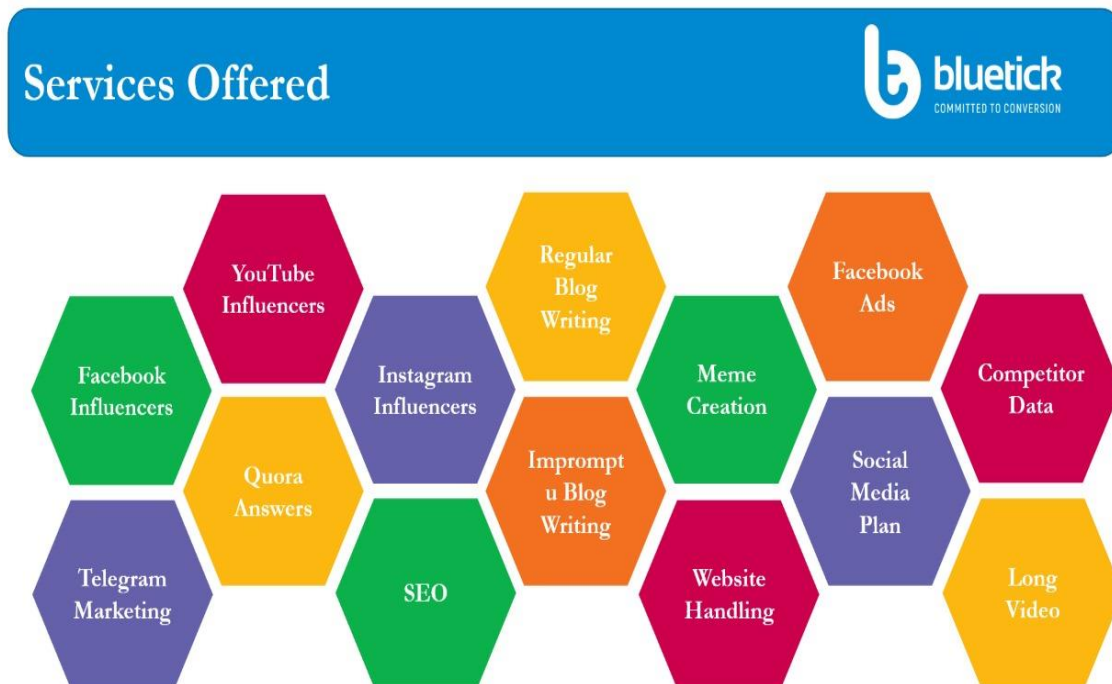 Services Offered
bluetick
COMMITTED TO CONVERSION
YouTube
Influencers
Regular
Blog
Writing
Facebook
Ads
Facebook
Influencers
Instagram
Influencers
Meme
Creation
Competitor
Data
Quora
Answers
Imprompt
u Blog
Writing
Social
Media
Plan
Telegram
Marketing
SEO
Website
Handling
Long
Video